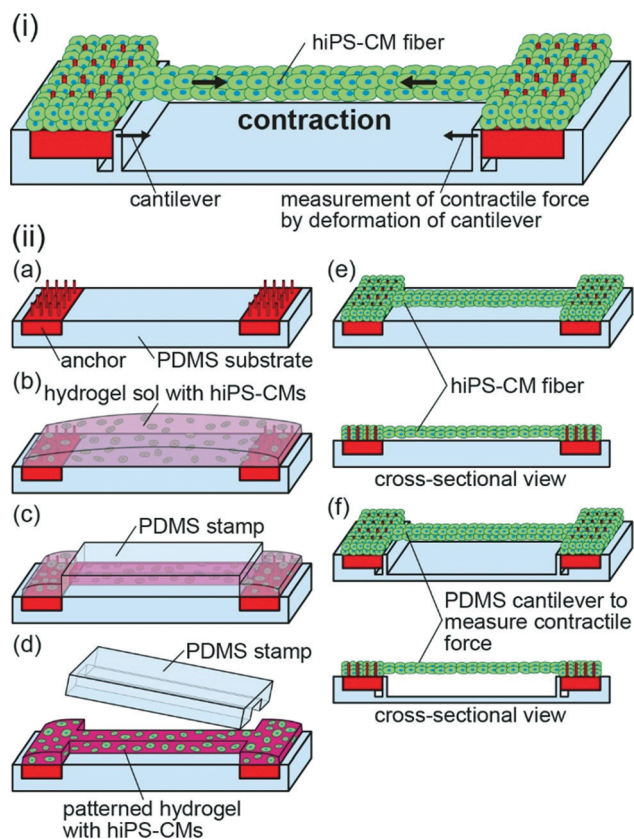 (i)
hiPS-CM fiber
contraction
cantilever
measurement of contractile force
by deformation of cantilever
(ii)
(a)
anchor
PDMS substrate
(b)
hydrogel sol with hiPS-CMs
(c)
PDMS stamp
(d)
PDMS stamp
patterned hydrogel
with hiPS-CMs
(e)
hiPS-CM fiber
cross-sectional view
(f)
PDMS cantilever to
measure contractile
force
cross-sectional view